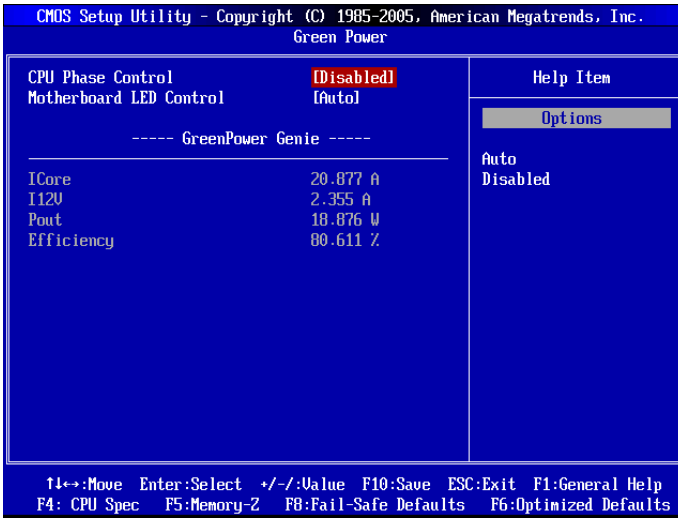 CMOS Setup Utility - Copyright (C) 1985-2005, American Megatrends, Inc.
Green Power
CPU Phase Control [Disabled]
Motherboard LED Control [Auto]
----- GreenPower Genie -----
ICore 20.877 A
I12V 2.355 A
Pout 18.876 W
Efficiency 80.611 %
Help Item
Options
Auto
Disabled
↑↓←→:Move Enter:Select +/-/:Value F10:Save ESC:Exit F1:General Help
F4: CPU Spec F5:Memory-Z F8:Fail-Safe Defaults F6:Optimized Defaults